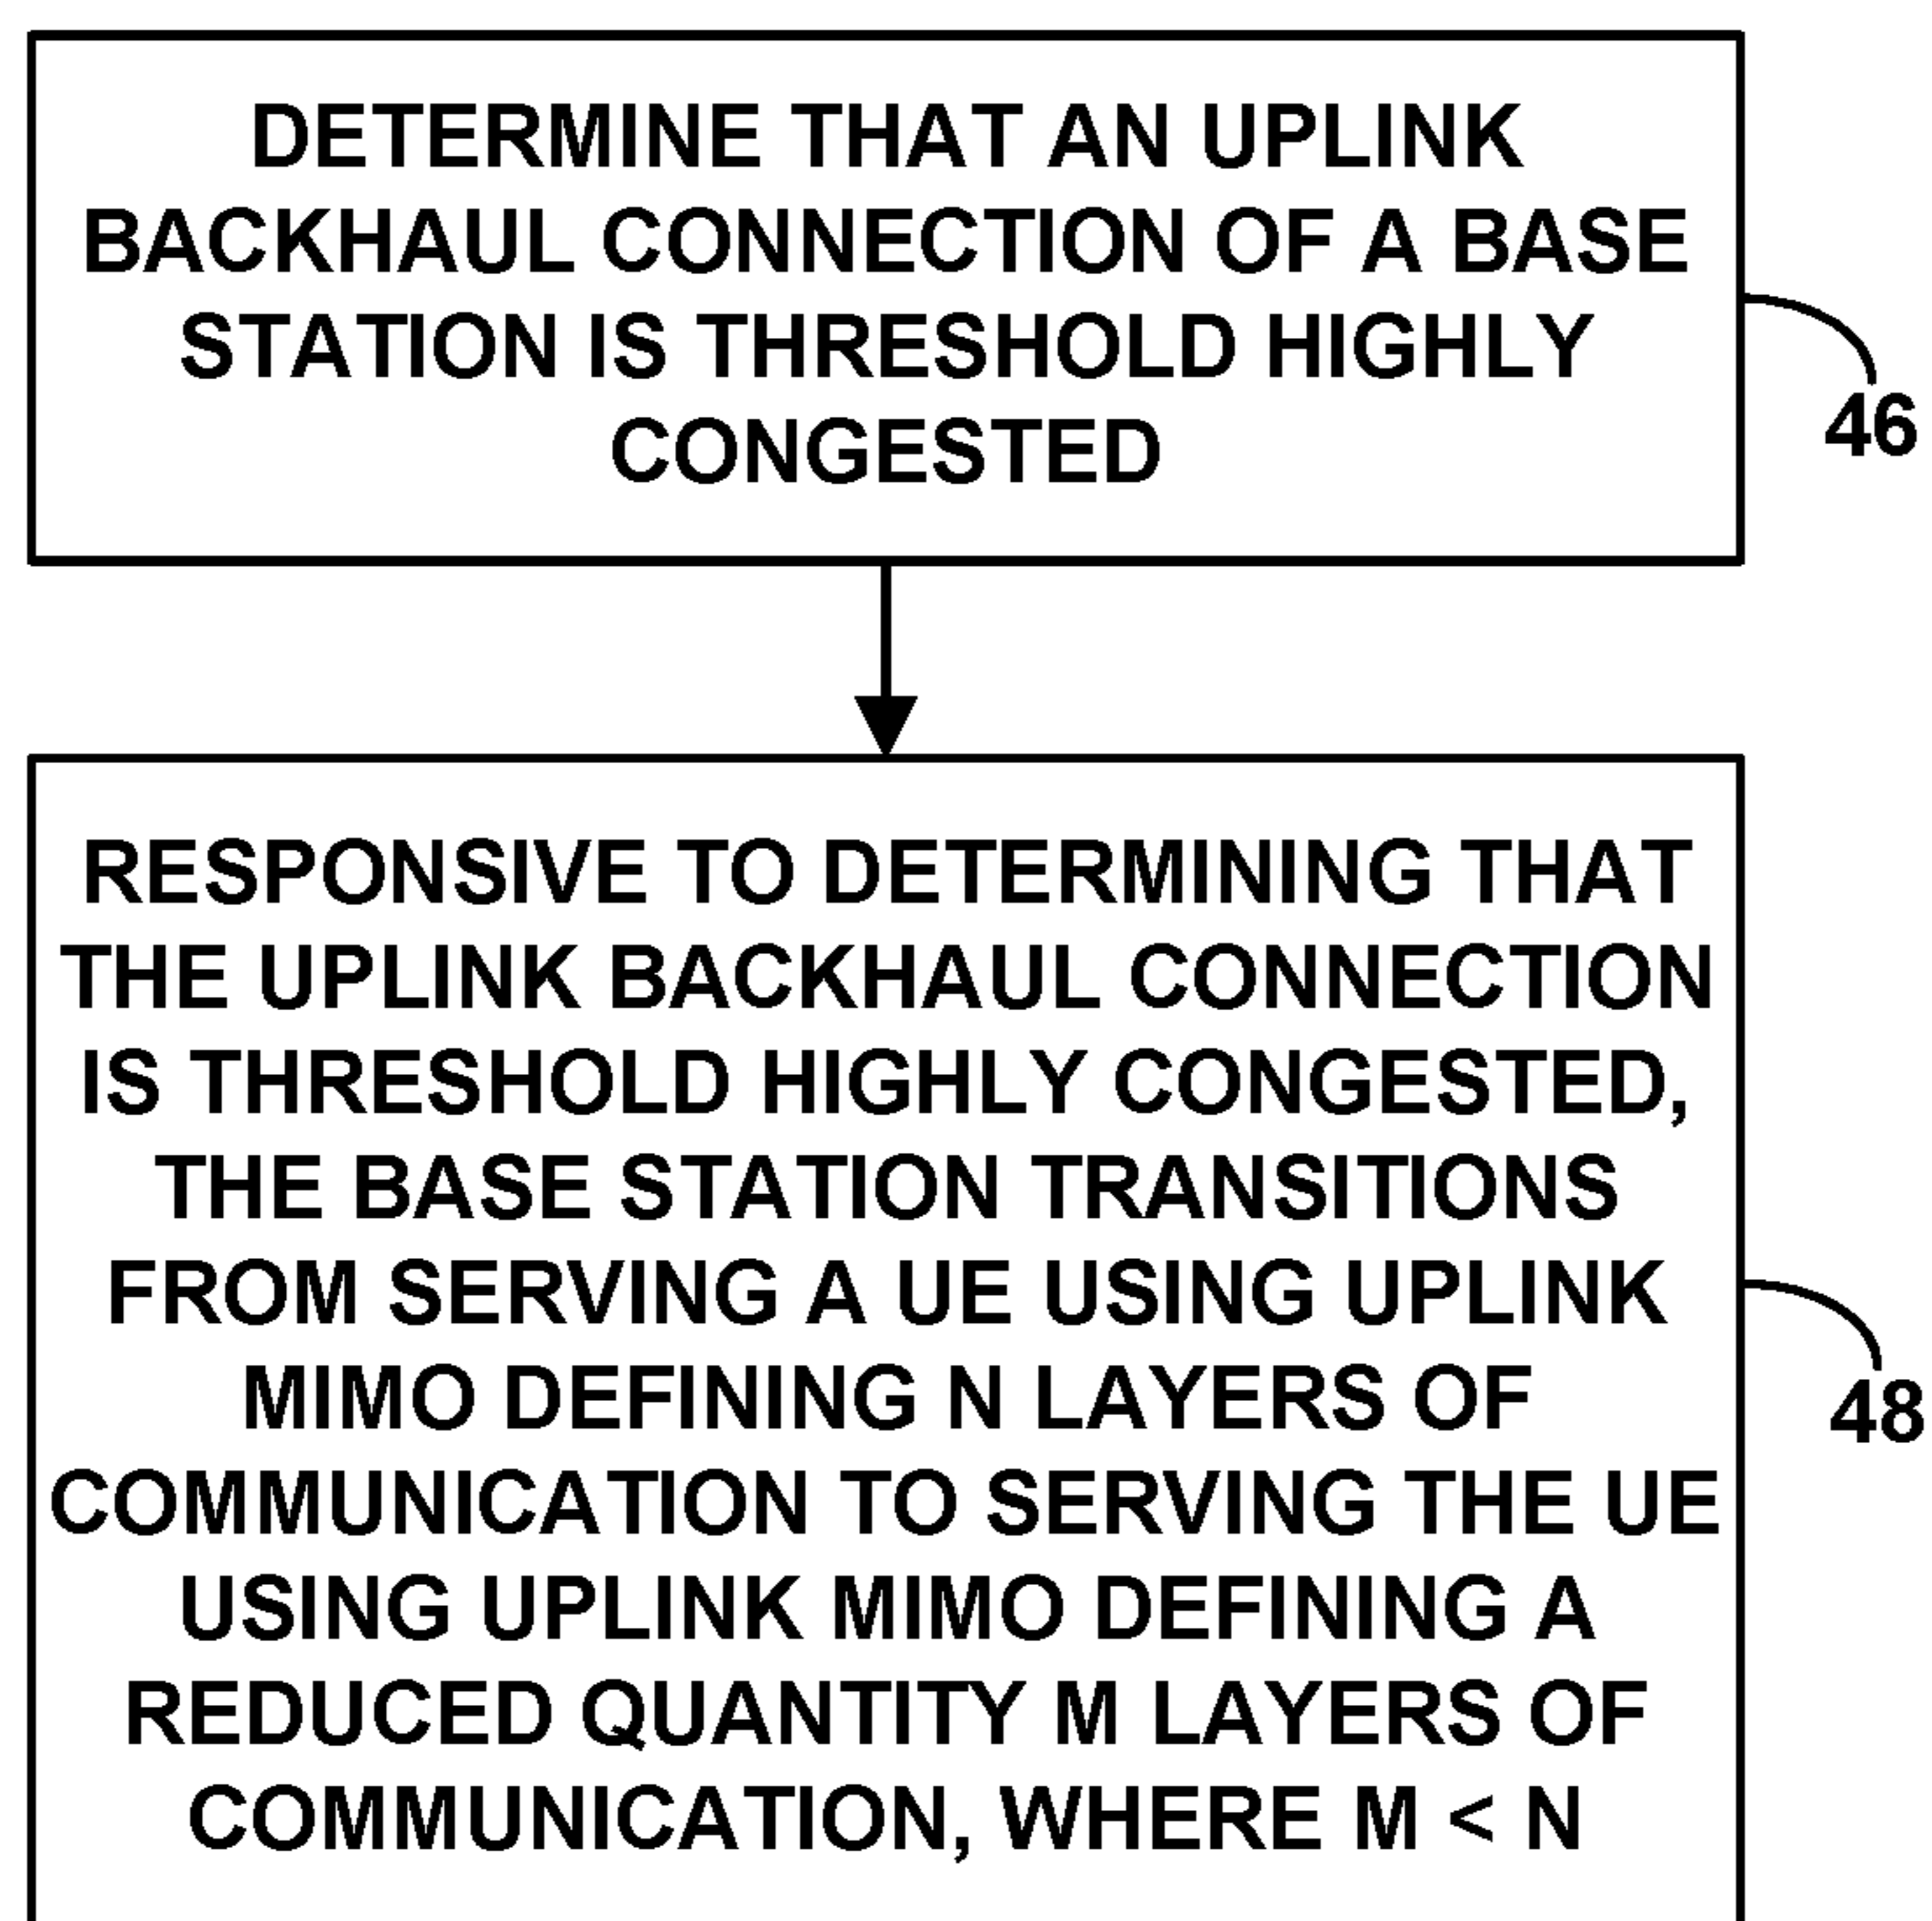 DETERMINE THAT AN UPLINK
BACKHAUL CONNECTION OF A BASE
STATION IS THRESHOLD HIGHLY
CONGESTED
46
RESPONSIVE TO DETERMINING THAT
THE UPLINK BACKHAUL CONNECTION
IS THRESHOLD HIGHLY CONGESTED,
THE BASE STATION TRANSITIONS
FROM SERVING A UE USING UPLINK
MIMO DEFINING N LAYERS OF
COMMUNICATION TO SERVING THE UE
USING UPLINK MIMO DEFINING A
REDUCED QUANTITY M LAYERS OF
COMMUNICATION, WHERE M < N
48